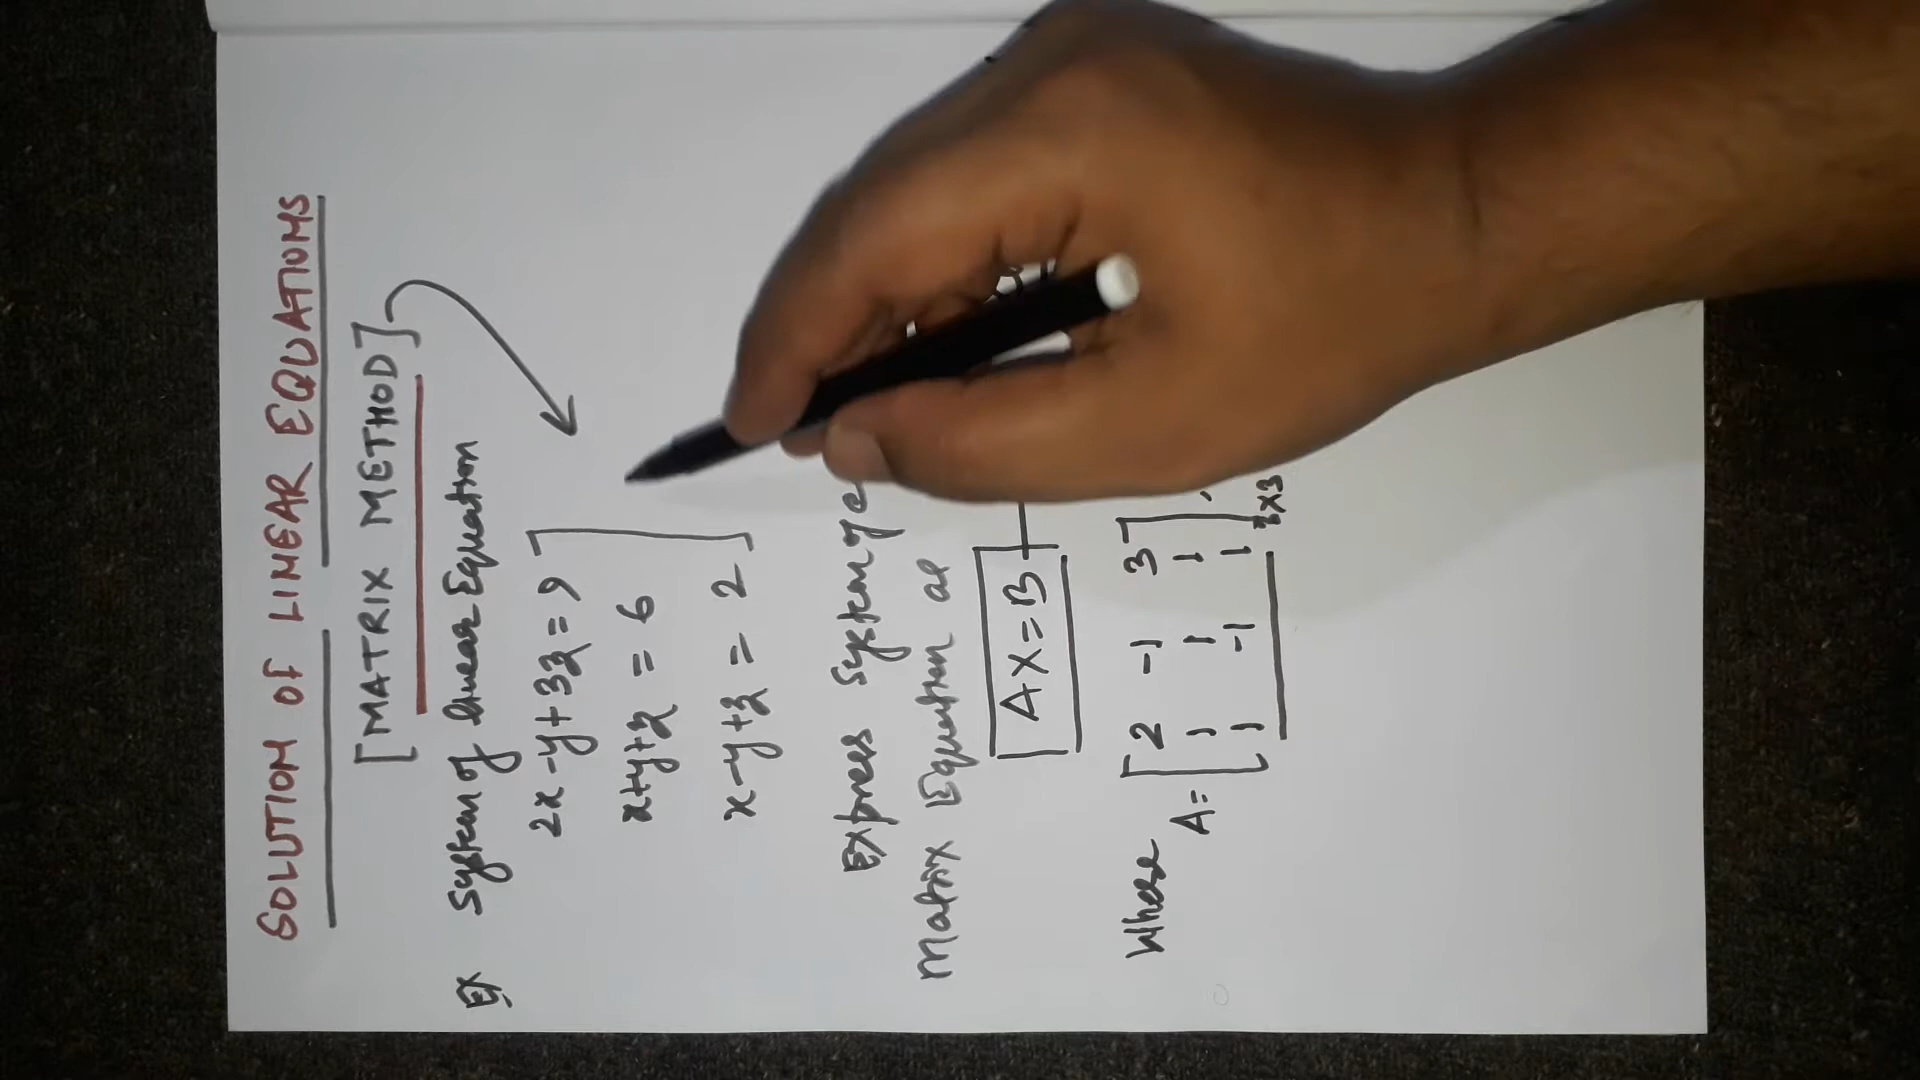 SOLUTION OF LINEAR EQUATIONS
[MATRIX METHOD]
Ex System of linear Equation
2x-y+3z=9
x+y+z = 6
x-y+z = 2
Express System of
Matrix Equation as
AX=B
Where
A= [2 -1 3
1 1 1
1 -1 1] 3x3